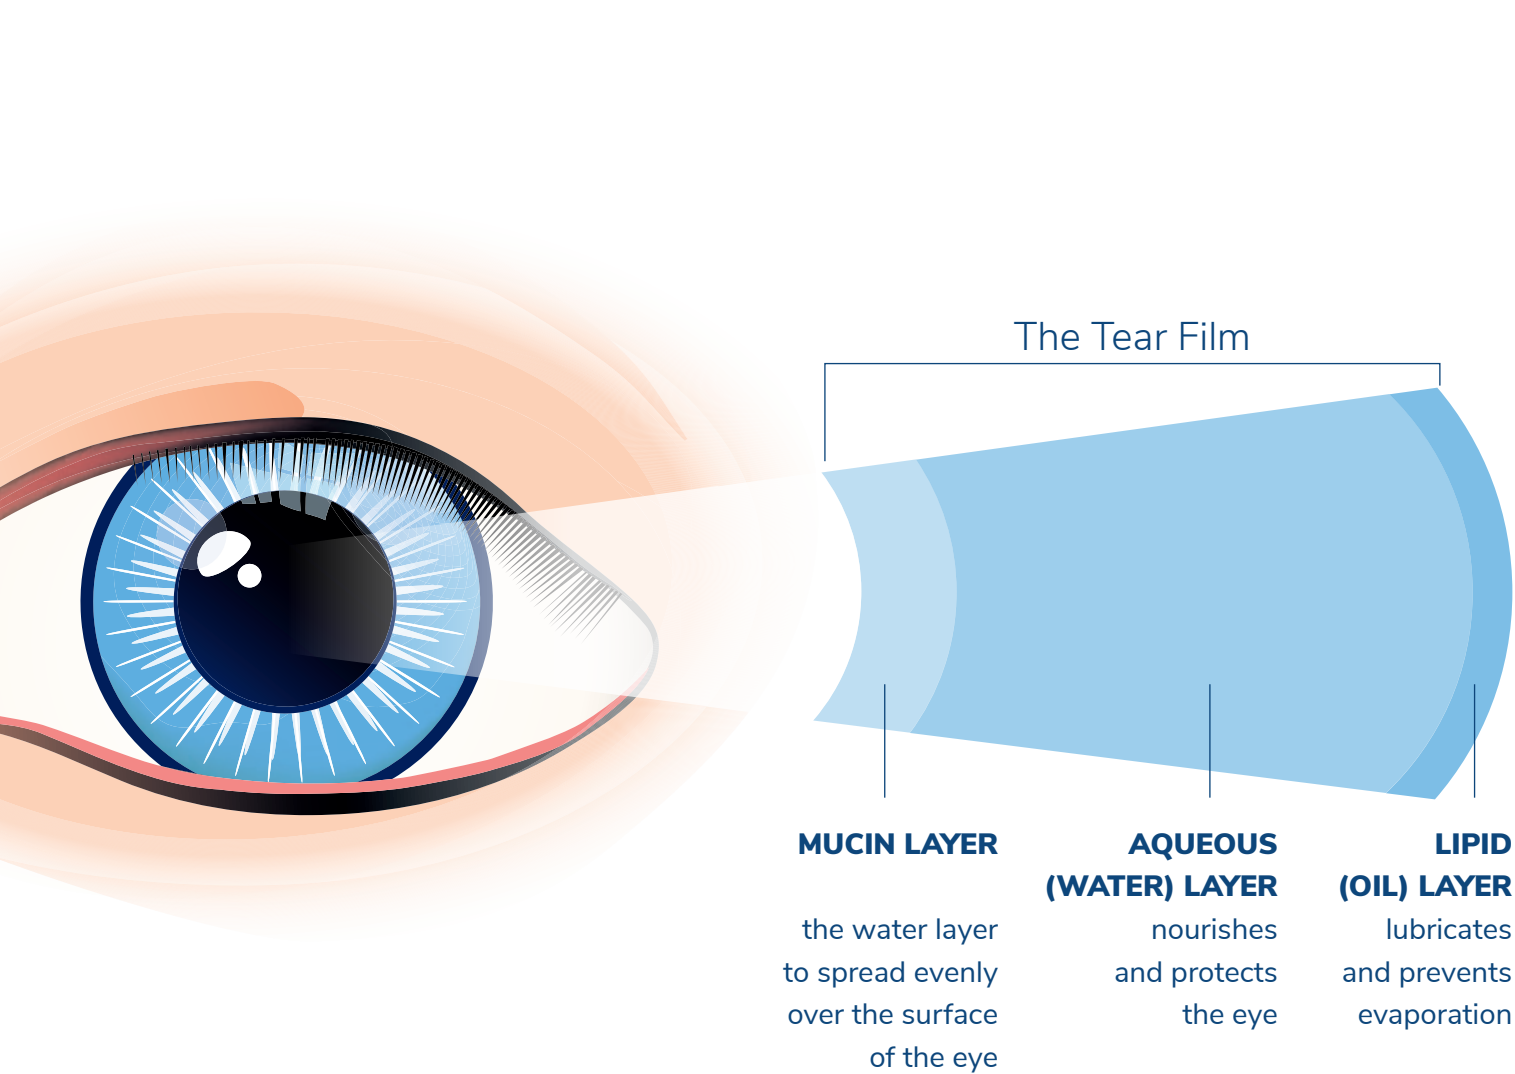 The Tear Film
MUCIN LAYER
the water layer
to spread evenly
over the surface
of the eye
AQUEOUS
(WATER) LAYER
nourishes
and protects
the eye
LIPID
(OIL) LAYER
lubricates
and prevents
evaporation